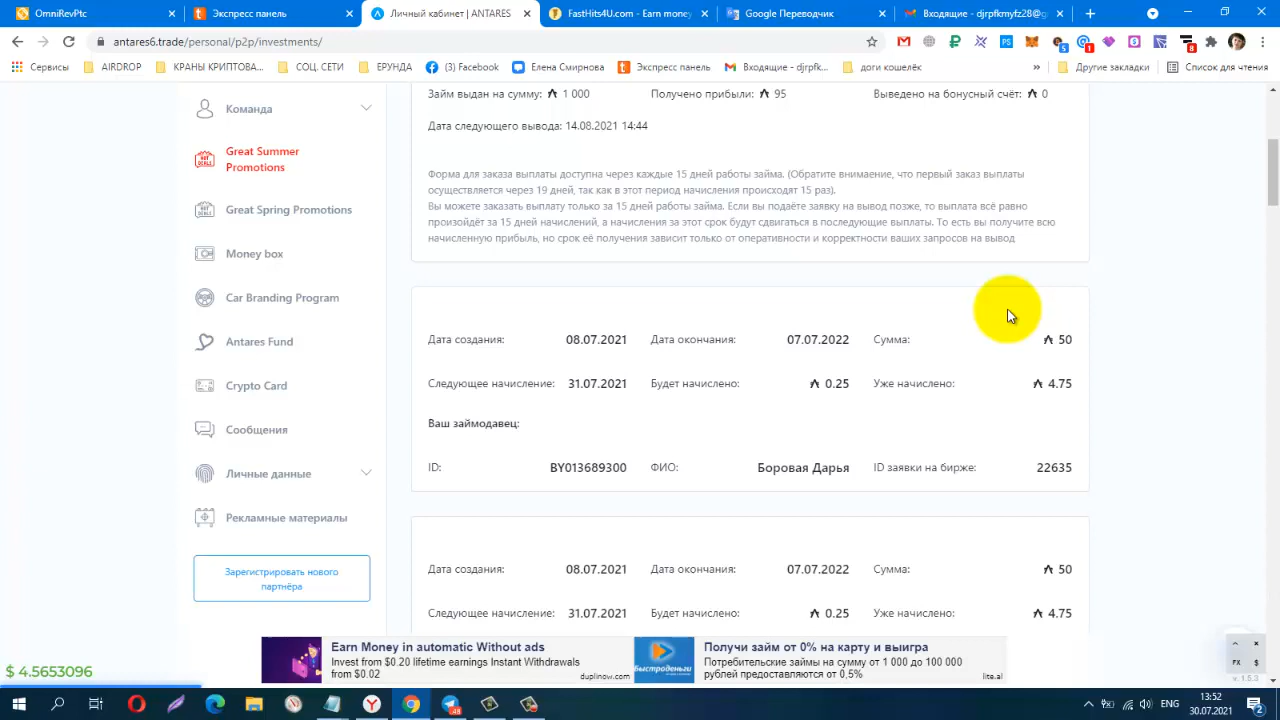 OmniRevPtc
Экспресс панель
Личный кабинет | ANTARES
FastHits4U.com - Earn money
Google Переводчик
Входящие - djrpfkmyfz28@g
antares6.trade/personal/p2p/investments/
Сервисы
AIRDROP
КРАНЫ КРИПТОВА...
СОЦ. СЕТИ
ЕРУНДА
(3) Facebook
Елена Смирнова
Экспресс панель
Входящие - djrpfk...
доги кошелёк
»
Другие закладки
Список для чтения
Команда
Great Summer
Promotions
Great Spring Promotions
Money box
Car Branding Program
Antares Fund
Crypto Card
Сообщения
Личные данные
Рекламные материалы
Зарегистрировать нового
партнёра
Займ выдан на сумму: 1 000 Получено прибыли: 95 Выведено на бонусный счёт: 0
Дата следующего вывода: 14.08.2021 14:44
Форма для заказа выплаты доступна через каждые 15 дней работы займа. (Обратите внимаение, что первый заказ выплаты
осуществляется через 19 дней, так как в этот период начисления происходят 15 раз).
Вы можете заказать выплату только за 15 дней работы займа. Если вы подаёте заявку на вывод позже, то выплата всё равно
произойдёт за 15 дней начислений, а начисления за этот срок будут сдвигаться в последующие выплаты. То есть вы получите всю
начисленную прибыль, но срок её получения зависит только от оперативности и корректности ваших запросов на вывод
Дата создания: 08.07.2021 Дата окончания: 07.07.2022 Сумма: 50
Следующее начисление: 31.07.2021 Будет начислено: 0.25 Уже начислено: 4.75
Ваш займодавец:
ID: BY013689300 ФИО: Боровая Дарья ID заявки на бирже: 22635
Дата создания: 08.07.2021 Дата окончания: 07.07.2022 Сумма: 50
Следующее начисление: 31.07.2021 Будет начислено: 0.25 Уже начислено: 4.75
$ 4.5653096
Earn Money in automatic Without ads
Invest from $0.20 lifetime earnings Instant Withdrawals
from $0.02
duplinow.com
Быстроденьги
Получи займ от 0% на карту и выигра
Потребительские займы на сумму от 1 000 до 100 000
рублей предоставляются от 0,5%
lite.al
FX $
v. 1.5.3
ENG
13:52
30.07.2021